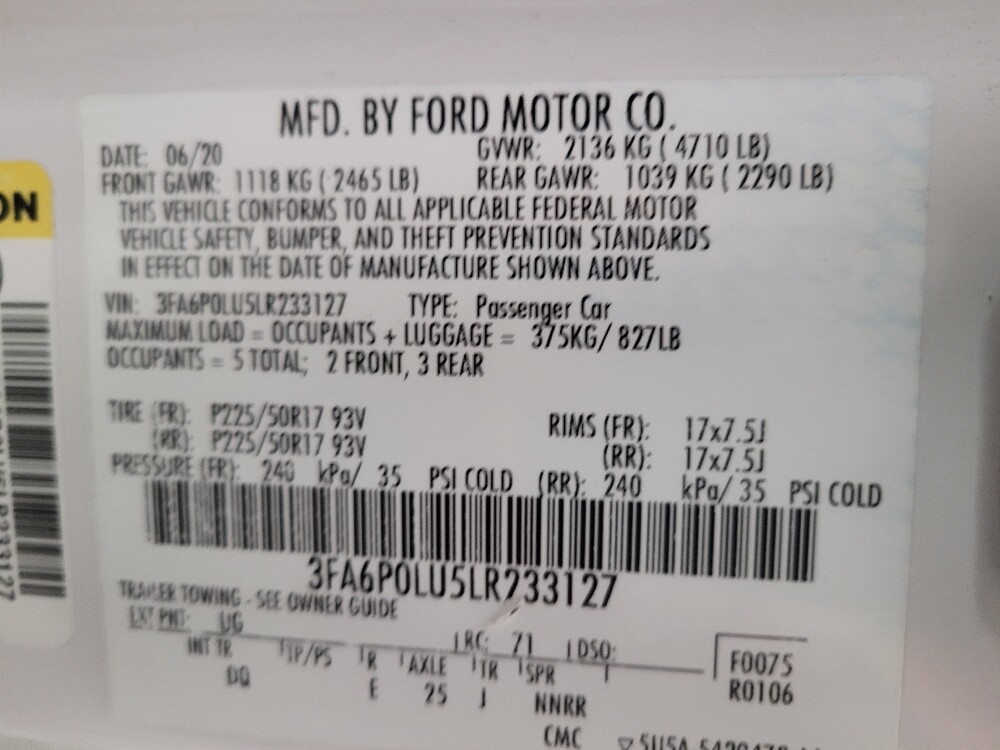 MFD. BY FORD MOTOR CO.
DATE: 06/20 GVWR: 2136 KG ( 4710 LB)
FRONT GAWR: 1118 KG ( 2465 LB) REAR GAWR: 1039 KG ( 2290 LB)
THIS VEHICLE CONFORMS TO ALL APPLICABLE FEDERAL MOTOR
VEHICLE SAFETY, BUMPER, AND THEFT PREVENTION STANDARDS
IN EFFECT ON THE DATE OF MANUFACTURE SHOWN ABOVE.
VIN: 3FA6P0LU5LR233127 TYPE: Passenger Car
MAXIMUM LOAD = OCCUPANTS + LUGGAGE = 375KG/ 827LB
OCCUPANTS = 5 TOTAL; 2 FRONT, 3 REAR
TIRE (FR): P225/50R17 93V RIMS (FR): 17x7.5J
(RR): P225/50R17 93V (RR): 17x7.5J
PRESSURE (FR): 240 kPa/ 35 PSI COLD (RR): 240 kPa/ 35 PSI COLD
3FA6P0LU5LR233127
TRAILER TOWING - SEE OWNER GUIDE
EXT PNT: UG RC: 71 DSO:
INT TR TP/PS R AXLE TR SPR F0075
DQ E 25 J NNRR R0106
CMC
ON